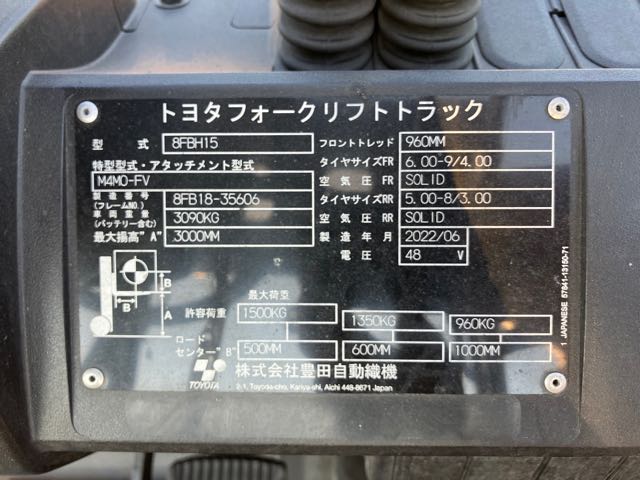 トヨタフォークリフトトラック
型 式 8FBH15 フロントトレッド 960MM
特型型式・アタッチメント型式 タイヤサイズFR 6.00-9/4.00
M4MO-FV 空気圧 FR SOLID
製造番号 (フレームNO.) 8FB18-35606 タイヤサイズRR 5.00-8/3.00
車両重量 (バッテリー含む) 3090KG 空気圧 RR SOLID
最大揚高"A" 3000MM 製造年月 2022/06
電圧 48 V
B
B
A
最大荷重
許容荷重 1500KG 1350KG 960KG
ロード
センター"B" 500MM 600MM 1000MM
TOYOTA 株式会社豊田自動織機
2-1, Toyoda-cho, Kariya-shi, Aichi 448-8671 Japan
JAPANESE 57841-13150-71